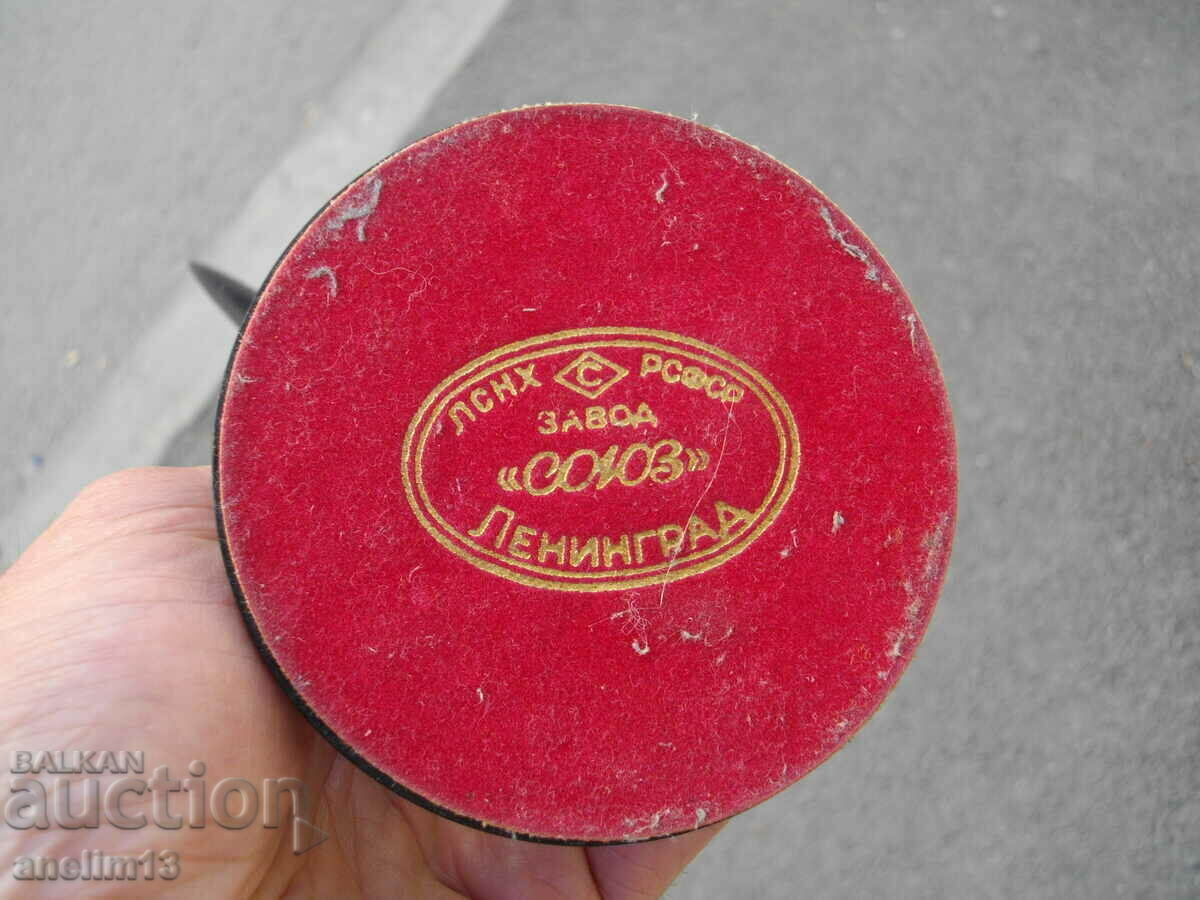 ЛСНХ С РСФСР
ЗАВОД
«СОЮЗ»
ЛЕНИНГРАД
BALKAN
auction
anelim13